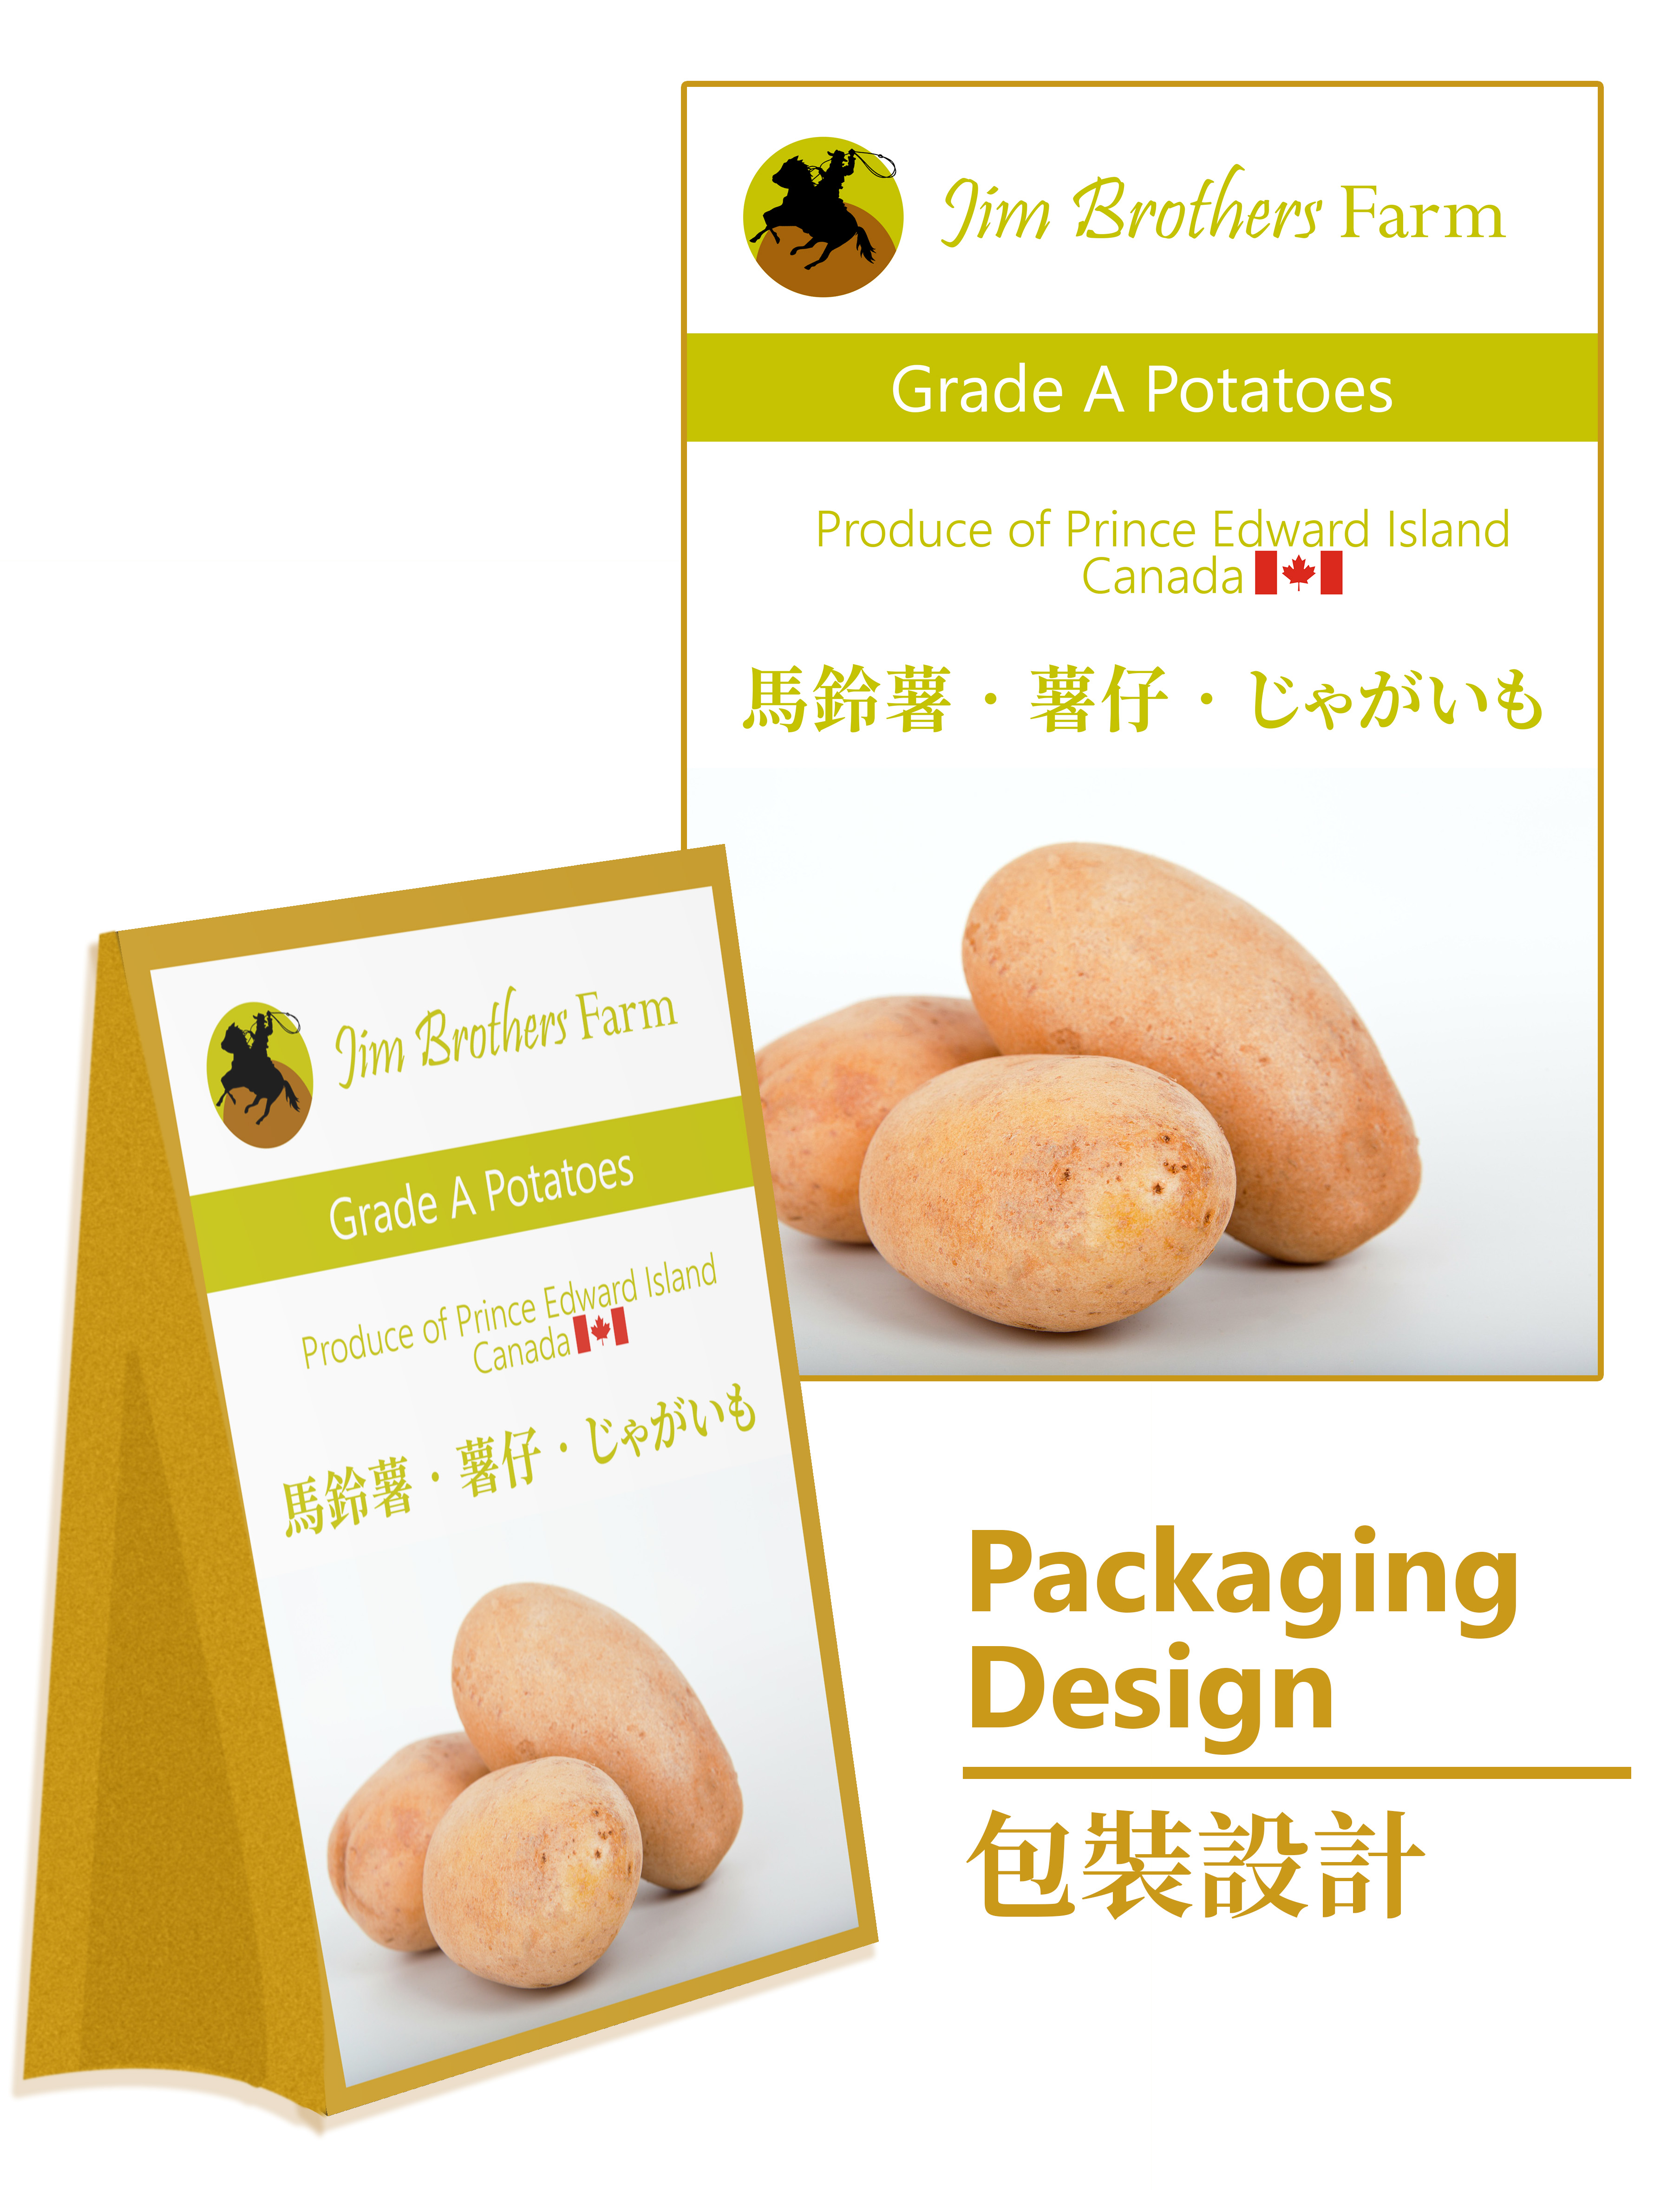 Jim Brothers Farm
Grade A Potatoes
Produce of Prince Edward Island
Canada
馬鈴薯・薯仔・じゃがいも
Jim Brothers Farm
Grade A Potatoes
Produce of Prince Edward Island
Canada
馬鈴薯・薯仔・じゃがいも
Packaging
Design
包裝設計